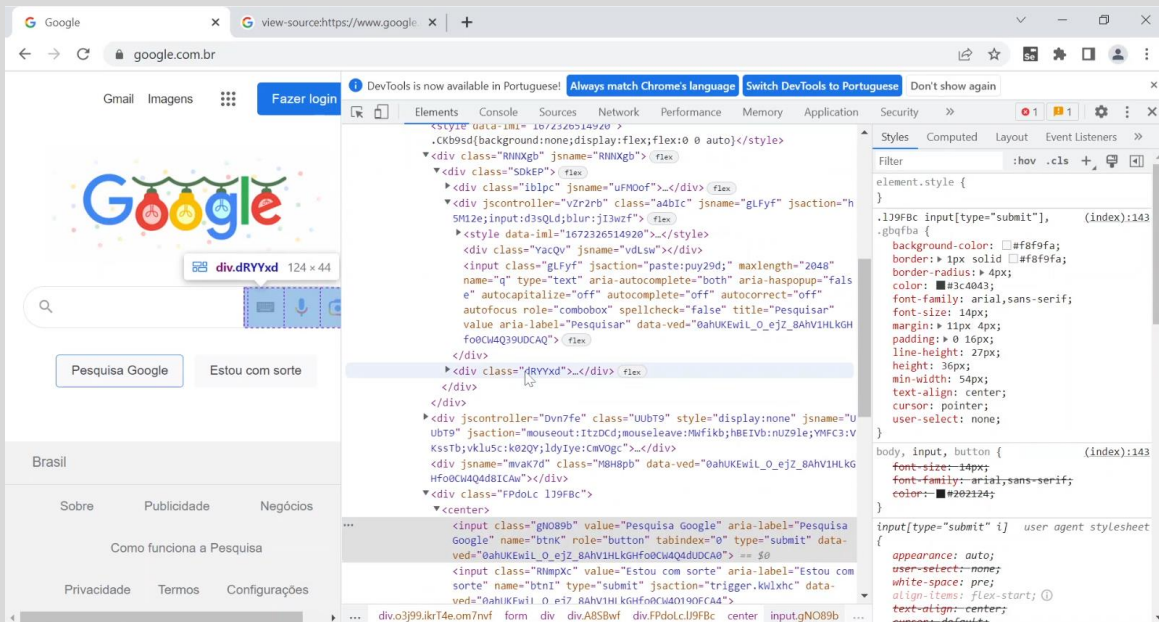 Google
view-source:https://www.google.
google.com.br
Gmail
Imagens
Fazer login
Google
div.dRYYxd 124 × 44
Pesquisa Google
Estou com sorte
Brasil
Sobre
Publicidade
Negócios
Como funciona a Pesquisa
Privacidade
Termos
Configurações
DevTools is now available in Portuguese! Always match Chrome's language Switch DevTools to Portuguese Don't show again
Elements Console Sources Network Performance Memory Application Security » 1 1
<style data-iml="1672326514920">
.CKb9sd{background:none;display:flex;flex:0 0 auto}</style>
<div class="RNNXgb" jsname="RNNXgb"> flex
<div class="SDkEP"> flex
<div class="iblpc" jsname="uFMOof">…</div> flex
<div jscontroller="vZr2rb" class="a4bIc" jsname="gLFyf" jsaction="h
5M12e;input:d3sQLd;blur:jI3wzf"> flex
<style data-iml="1672326514920">…</style>
<div class="YacQv" jsname="vdLsw"></div>
<input class="gLFyf" jsaction="paste:puy29d;" maxlength="2048"
name="q" type="text" aria-autocomplete="both" aria-haspopup="fals
e" autocapitalize="off" autocomplete="off" autocorrect="off"
autofocus role="combobox" spellcheck="false" title="Pesquisar"
value aria-label="Pesquisar" data-ved="0ahUKEwiL_O_ejZ_8AhV1HLkGH
fo0CW4Q39UDCAQ"> flex
</div>
<div class="dRYYxd">…</div> flex
</div>
</div>
<div jscontroller="Dvn7fe" class="UUbT9" style="display:none" jsname="U
UbT9" jsaction="mouseout:ItzDCd;mouseleave:MWfikb;hBEIVb:nUZ9le;YMFC3:V
KssTb;vklu5c:k02QY;ldyIye:CmVOgc">…</div>
<div jsname="mvaK7d" class="M8H8pb" data-ved="0ahUKEwiL_O_ejZ_8AhV1HLkG
Hfo0CW4Q4d8ICAw"></div>
<div class="FPdoLc lJ9FBc">
<center>
<input class="gNO89b" value="Pesquisa Google" aria-label="Pesquisa
Google" name="btnK" role="button" tabindex="0" type="submit" data-
ved="0ahUKEwiL_O_ejZ_8AhV1HLkGHfo0CW4Q4dUDCA0"> == $0
<input class="RNmpXc" value="Estou com sorte" aria-label="Estou com
sorte" name="btnI" type="submit" jsaction="trigger.kWlxhc" data-
ved="0ahUKEwiL_O_ejZ_8AhV1HLkGHfo0CW4Q19QECA4">
... div.o3j99.ikrT4e.om7nvf form div div.A8SBwf div.FPdoLc.lJ9FBc center input.gNO89b ...
Styles Computed Layout Event Listeners »
Filter :hov .cls +
element.style {
}
.lJ9FBc input[type="submit"], (index):143
.gbqfba {
background-color: #f8f9fa;
border: 1px solid #f8f9fa;
border-radius: 4px;
color: #3c4043;
font-family: arial,sans-serif;
font-size: 14px;
margin: 11px 4px;
padding: 0 16px;
line-height: 27px;
height: 36px;
min-width: 54px;
text-align: center;
cursor: pointer;
user-select: none;
}
body, input, button { (index):143
font-size: 14px;
font-family: arial,sans-serif;
color: #202124;
}
input[type="submit" i] user agent stylesheet
{
appearance: auto;
user-select: none;
white-space: pre;
align-items: flex-start;
text-align: center;
cursor: default;